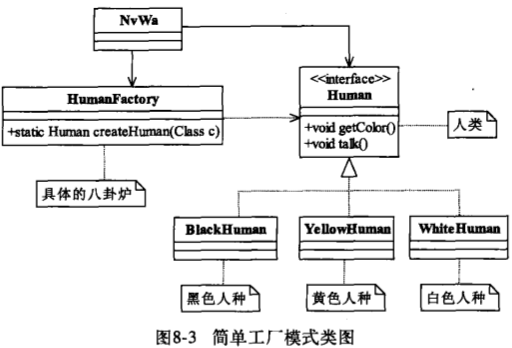 NvWa
<<interface>>
Human
HumanFactory
+static Human createHuman(Class c)
+void getColor()
+void talk()
人类
具体的八卦炉
BlackHuman
YellowHuman
WhiteHuman
黑色人种
黄色人种
白色人种
图8-3 简单工厂模式类图